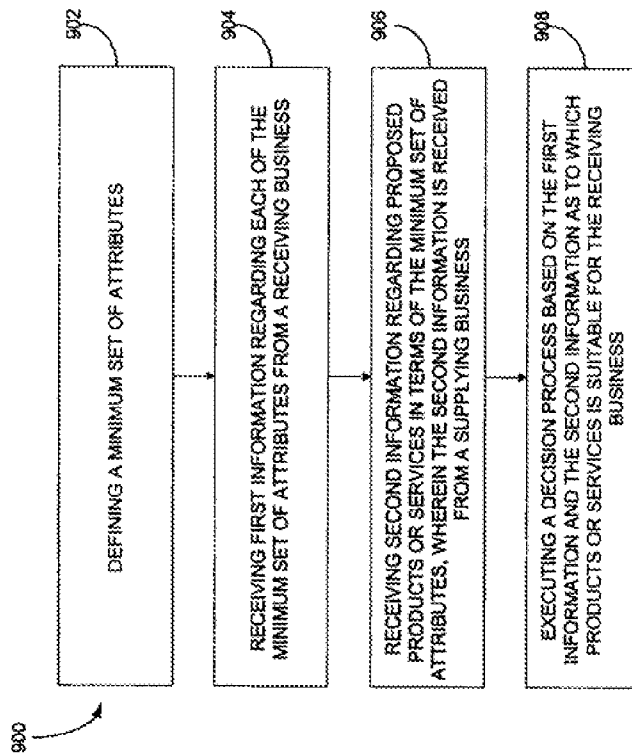 900
902
DEFINING A MINIMUM SET OF ATTRIBUTES
904
RECEIVING FIRST INFORMATION REGARDING EACH OF THE
MINIMUM SET OF ATTRIBUTES FROM A RECEIVING BUSINESS
906
RECEIVING SECOND INFORMATION REGARDING PROPOSED
PRODUCTS OR SERVICES IN TERMS OF THE MINIMUM SET OF
ATTRIBUTES, WHEREIN THE SECOND INFORMATION IS RECEIVED
FROM A SUPPLYING BUSINESS
908
EXECUTING A DECISION PROCESS BASED ON THE FIRST
INFORMATION AND THE SECOND INFORMATION AS TO WHICH
PRODUCTS OR SERVICES IS SUITABLE FOR THE RECEIVING
BUSINESS